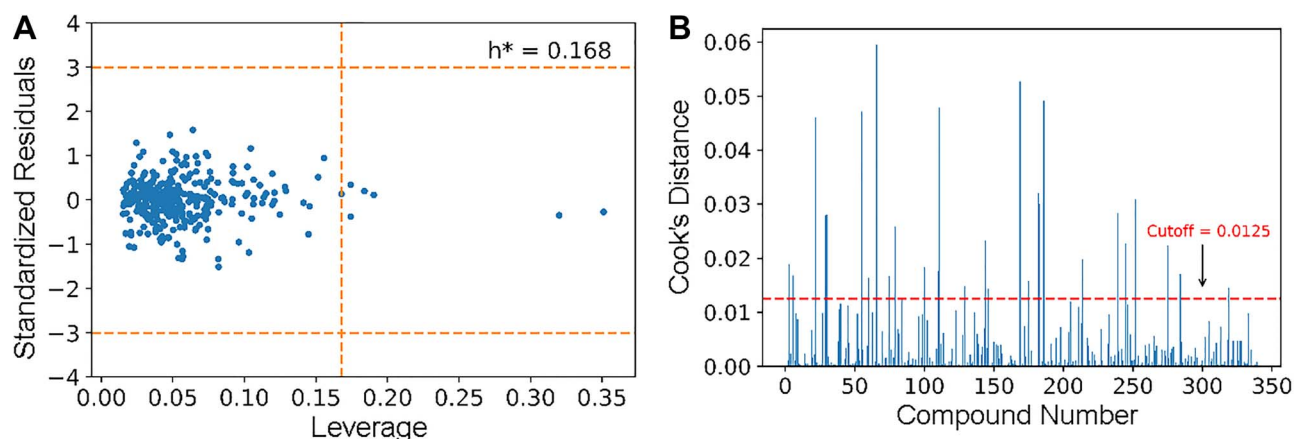 A
4
3
2
1
0
−1
−2
−3
−4
Standardized Residuals
h* = 0.168
0.00 0.05 0.10 0.15 0.20 0.25 0.30 0.35
Leverage
B
0.06
0.05
0.04
0.03
0.02
0.01
0.00
Cook's Distance
Cutoff = 0.0125
0 50 100 150 200 250 300 350
Compound Number